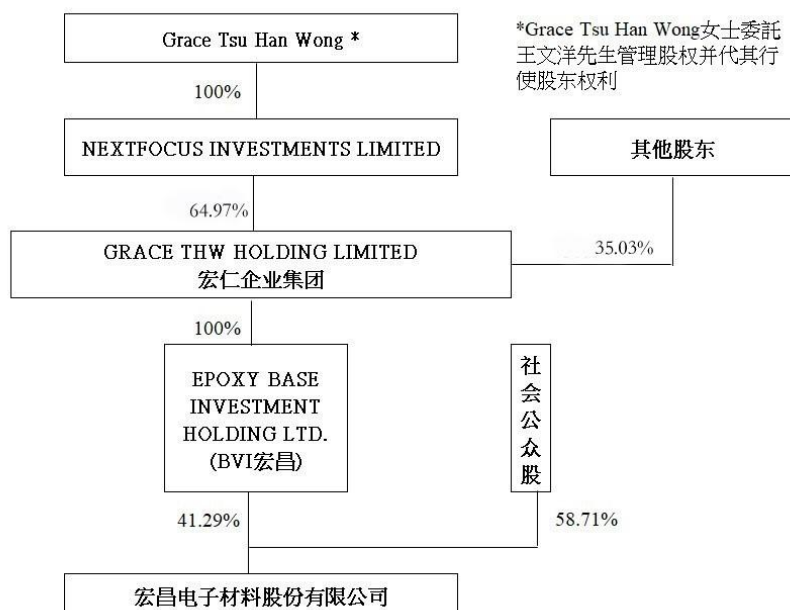 Grace Tsu Han Wong *
*Grace Tsu Han Wong女士委託
王文洋先生管理股权并代其行
使股东权利
100%
NEXTFOCUS INVESTMENTS LIMITED
其他股东
64.97%
GRACE THW HOLDING LIMITED
宏仁企业集团
35.03%
100%
EPOXY BASE
INVESTMENT
HOLDING LTD.
(BVI宏昌)
社
会
公
众
股
41.29%
58.71%
宏昌电子材料股份有限公司